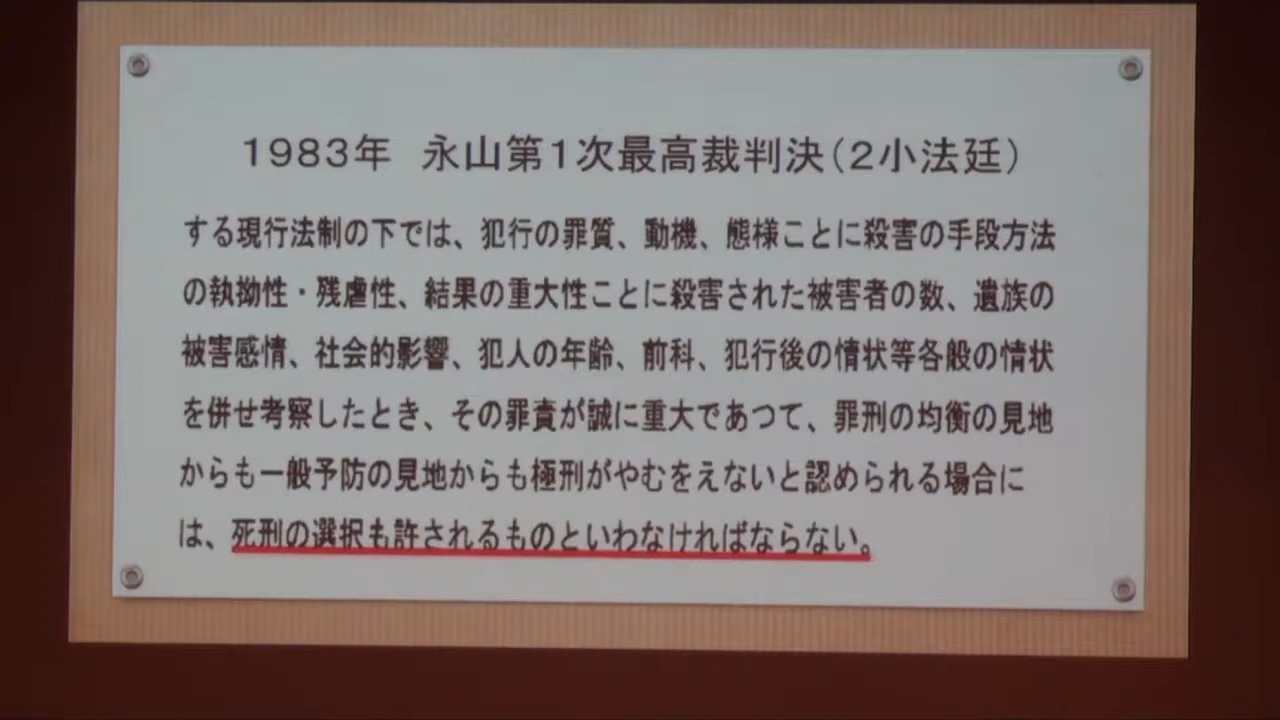 1983年　永山第1次最高裁判決(2小法廷)
する現行法制の下では、犯行の罪質、動機、態様ことに殺害の手段方法
の執拗性・残虐性、結果の重大性ことに殺害された被害者の数、遺族の
被害感情、社会的影響、犯人の年齢、前科、犯行後の情状等各般の情状
を併せ考察したとき、その罪責が誠に重大であつて、罪刑の均衡の見地
からも一般予防の見地からも極刑がやむをえないと認められる場合に
は、死刑の選択も許されるものといわなければならない。